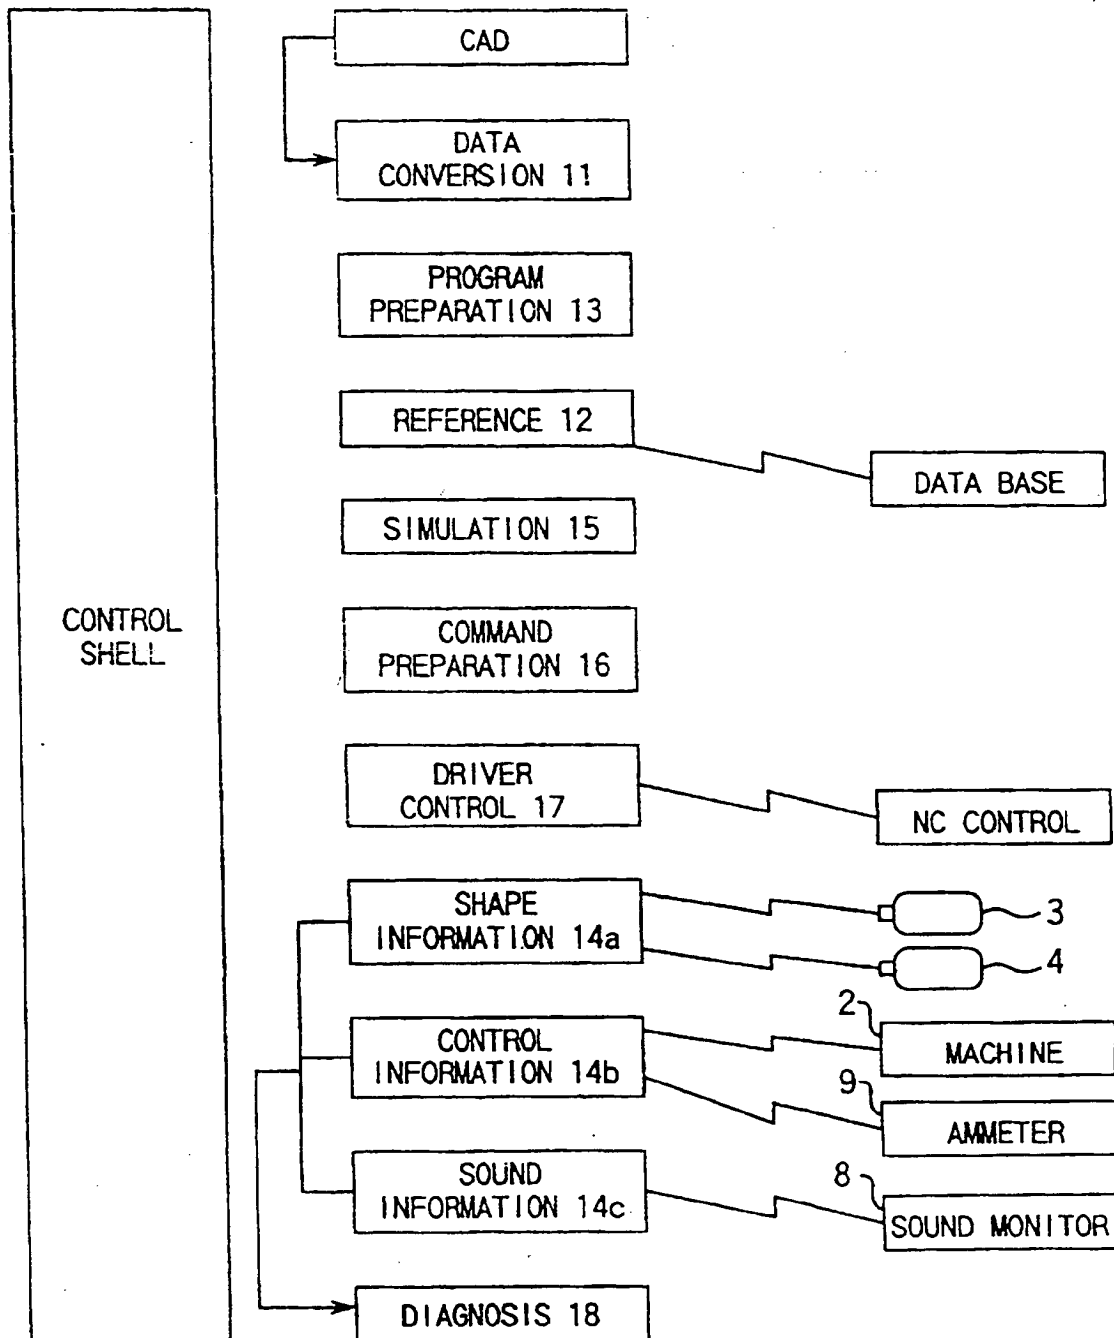 CAD
DATA
CONVERSION 11
PROGRAM
PREPARATION 13
REFERENCE 12
DATA BASE
SIMULATION 15
CONTROL
SHELL
COMMAND
PREPARATION 16
DRIVER
CONTROL 17
NC CONTROL
SHAPE
INFORMATION 14a
3
4
CONTROL
INFORMATION 14b
2
MACHINE
9
AMMETER
SOUND
INFORMATION 14c
8
SOUND MONITOR
DIAGNOSIS 18